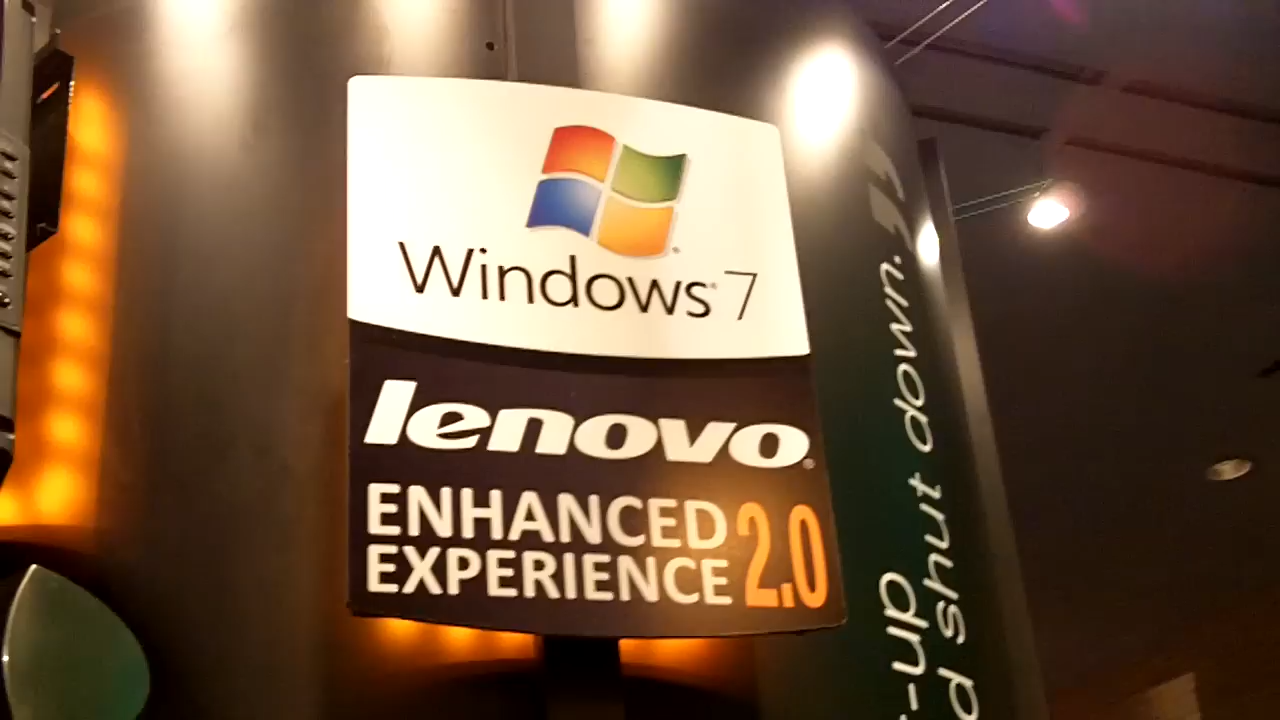 Windows 7
lenovo
ENHANCED
EXPERIENCE 2.0
shut down.
-up